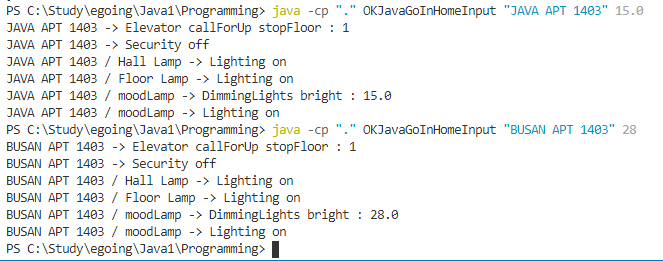 PS C:\Study\egoing\Java1\Programming> java -cp "." OKJavaGoInHomeInput "JAVA APT 1403" 15.0
JAVA APT 1403 -> Elevator callForUp stopFloor : 1
JAVA APT 1403 -> Security off
JAVA APT 1403 / Hall Lamp -> Lighting on
JAVA APT 1403 / Floor Lamp -> Lighting on
JAVA APT 1403 / moodLamp -> DimmingLights bright : 15.0
JAVA APT 1403 / moodLamp -> Lighting on
PS C:\Study\egoing\Java1\Programming> java -cp "." OKJavaGoInHomeInput "BUSAN APT 1403" 28
BUSAN APT 1403 -> Elevator callForUp stopFloor : 1
BUSAN APT 1403 -> Security off
BUSAN APT 1403 / Hall Lamp -> Lighting on
BUSAN APT 1403 / Floor Lamp -> Lighting on
BUSAN APT 1403 / moodLamp -> DimmingLights bright : 28.0
BUSAN APT 1403 / moodLamp -> Lighting on
PS C:\Study\egoing\Java1\Programming>